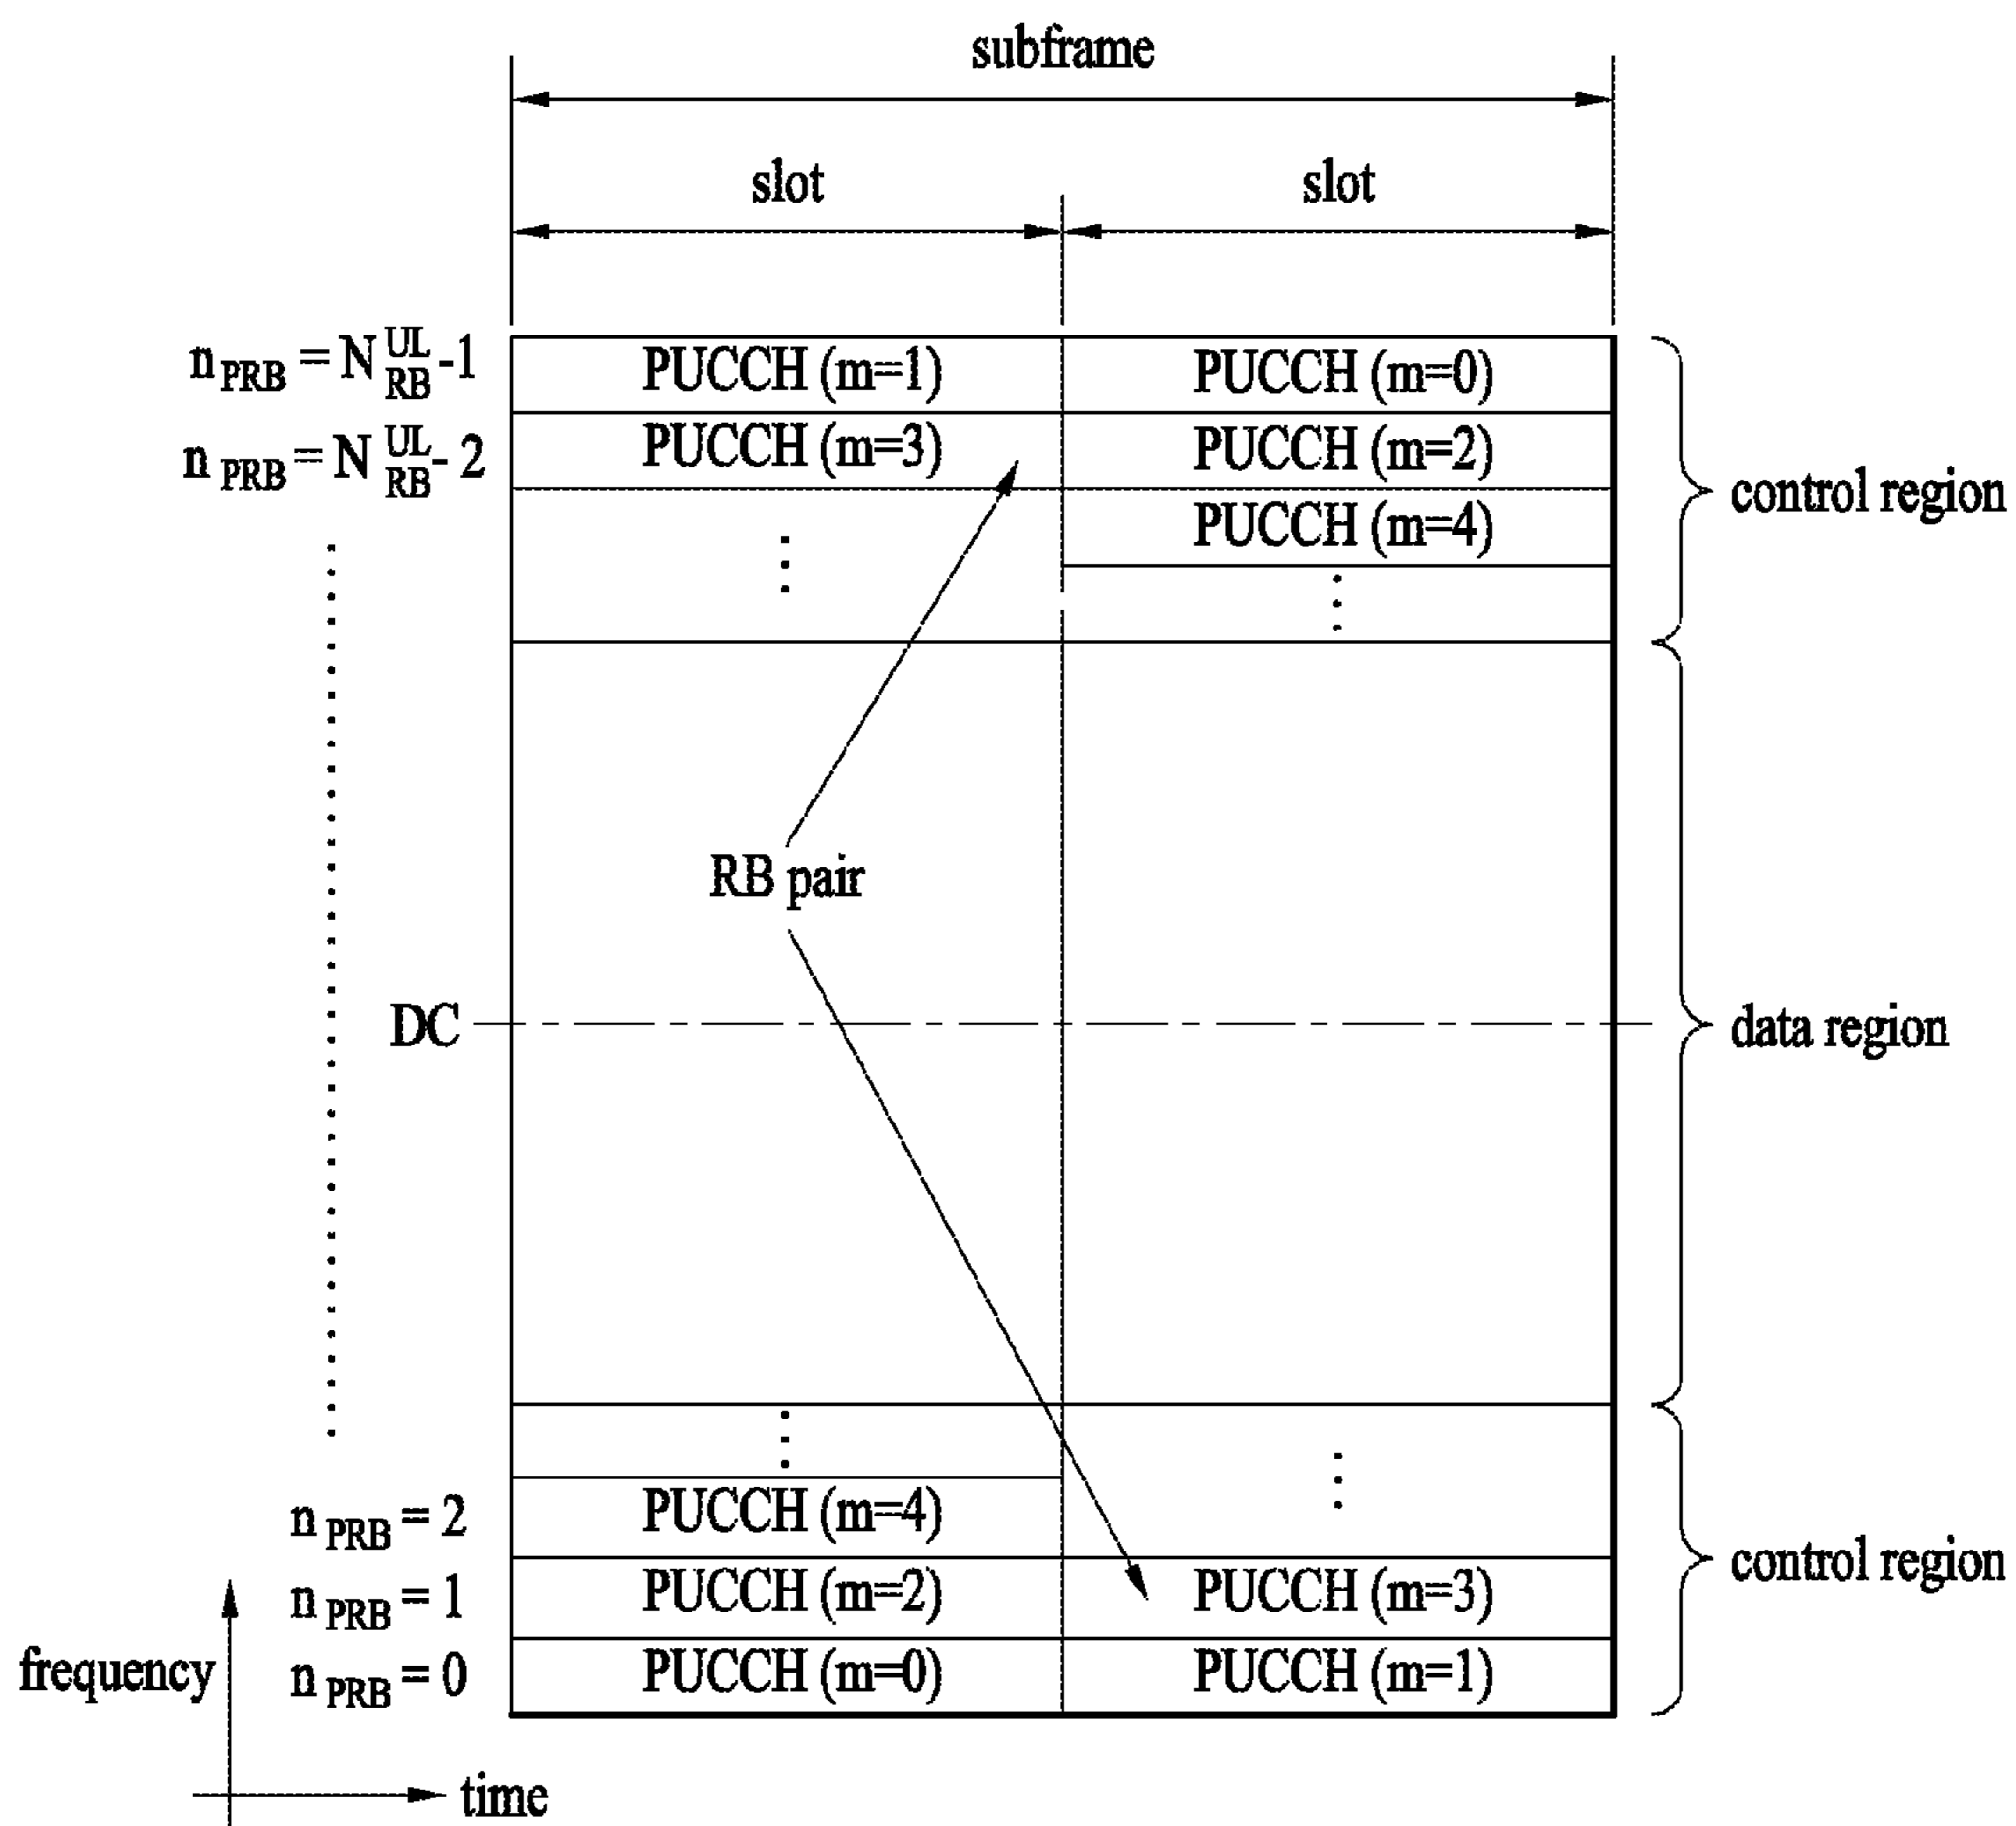 subframe
slot slot
n PRB = N UL RB -1 PUCCH (m=1) PUCCH (m=0)
n PRB = N UL RB - 2 PUCCH (m=3) PUCCH (m=2)
control region
PUCCH (m=4)
RB pair
DC
data region
n PRB = 2 PUCCH (m=4)
control region
n PRB = 1 PUCCH (m=2) PUCCH (m=3)
n PRB = 0 PUCCH (m=0) PUCCH (m=1)
frequency
time